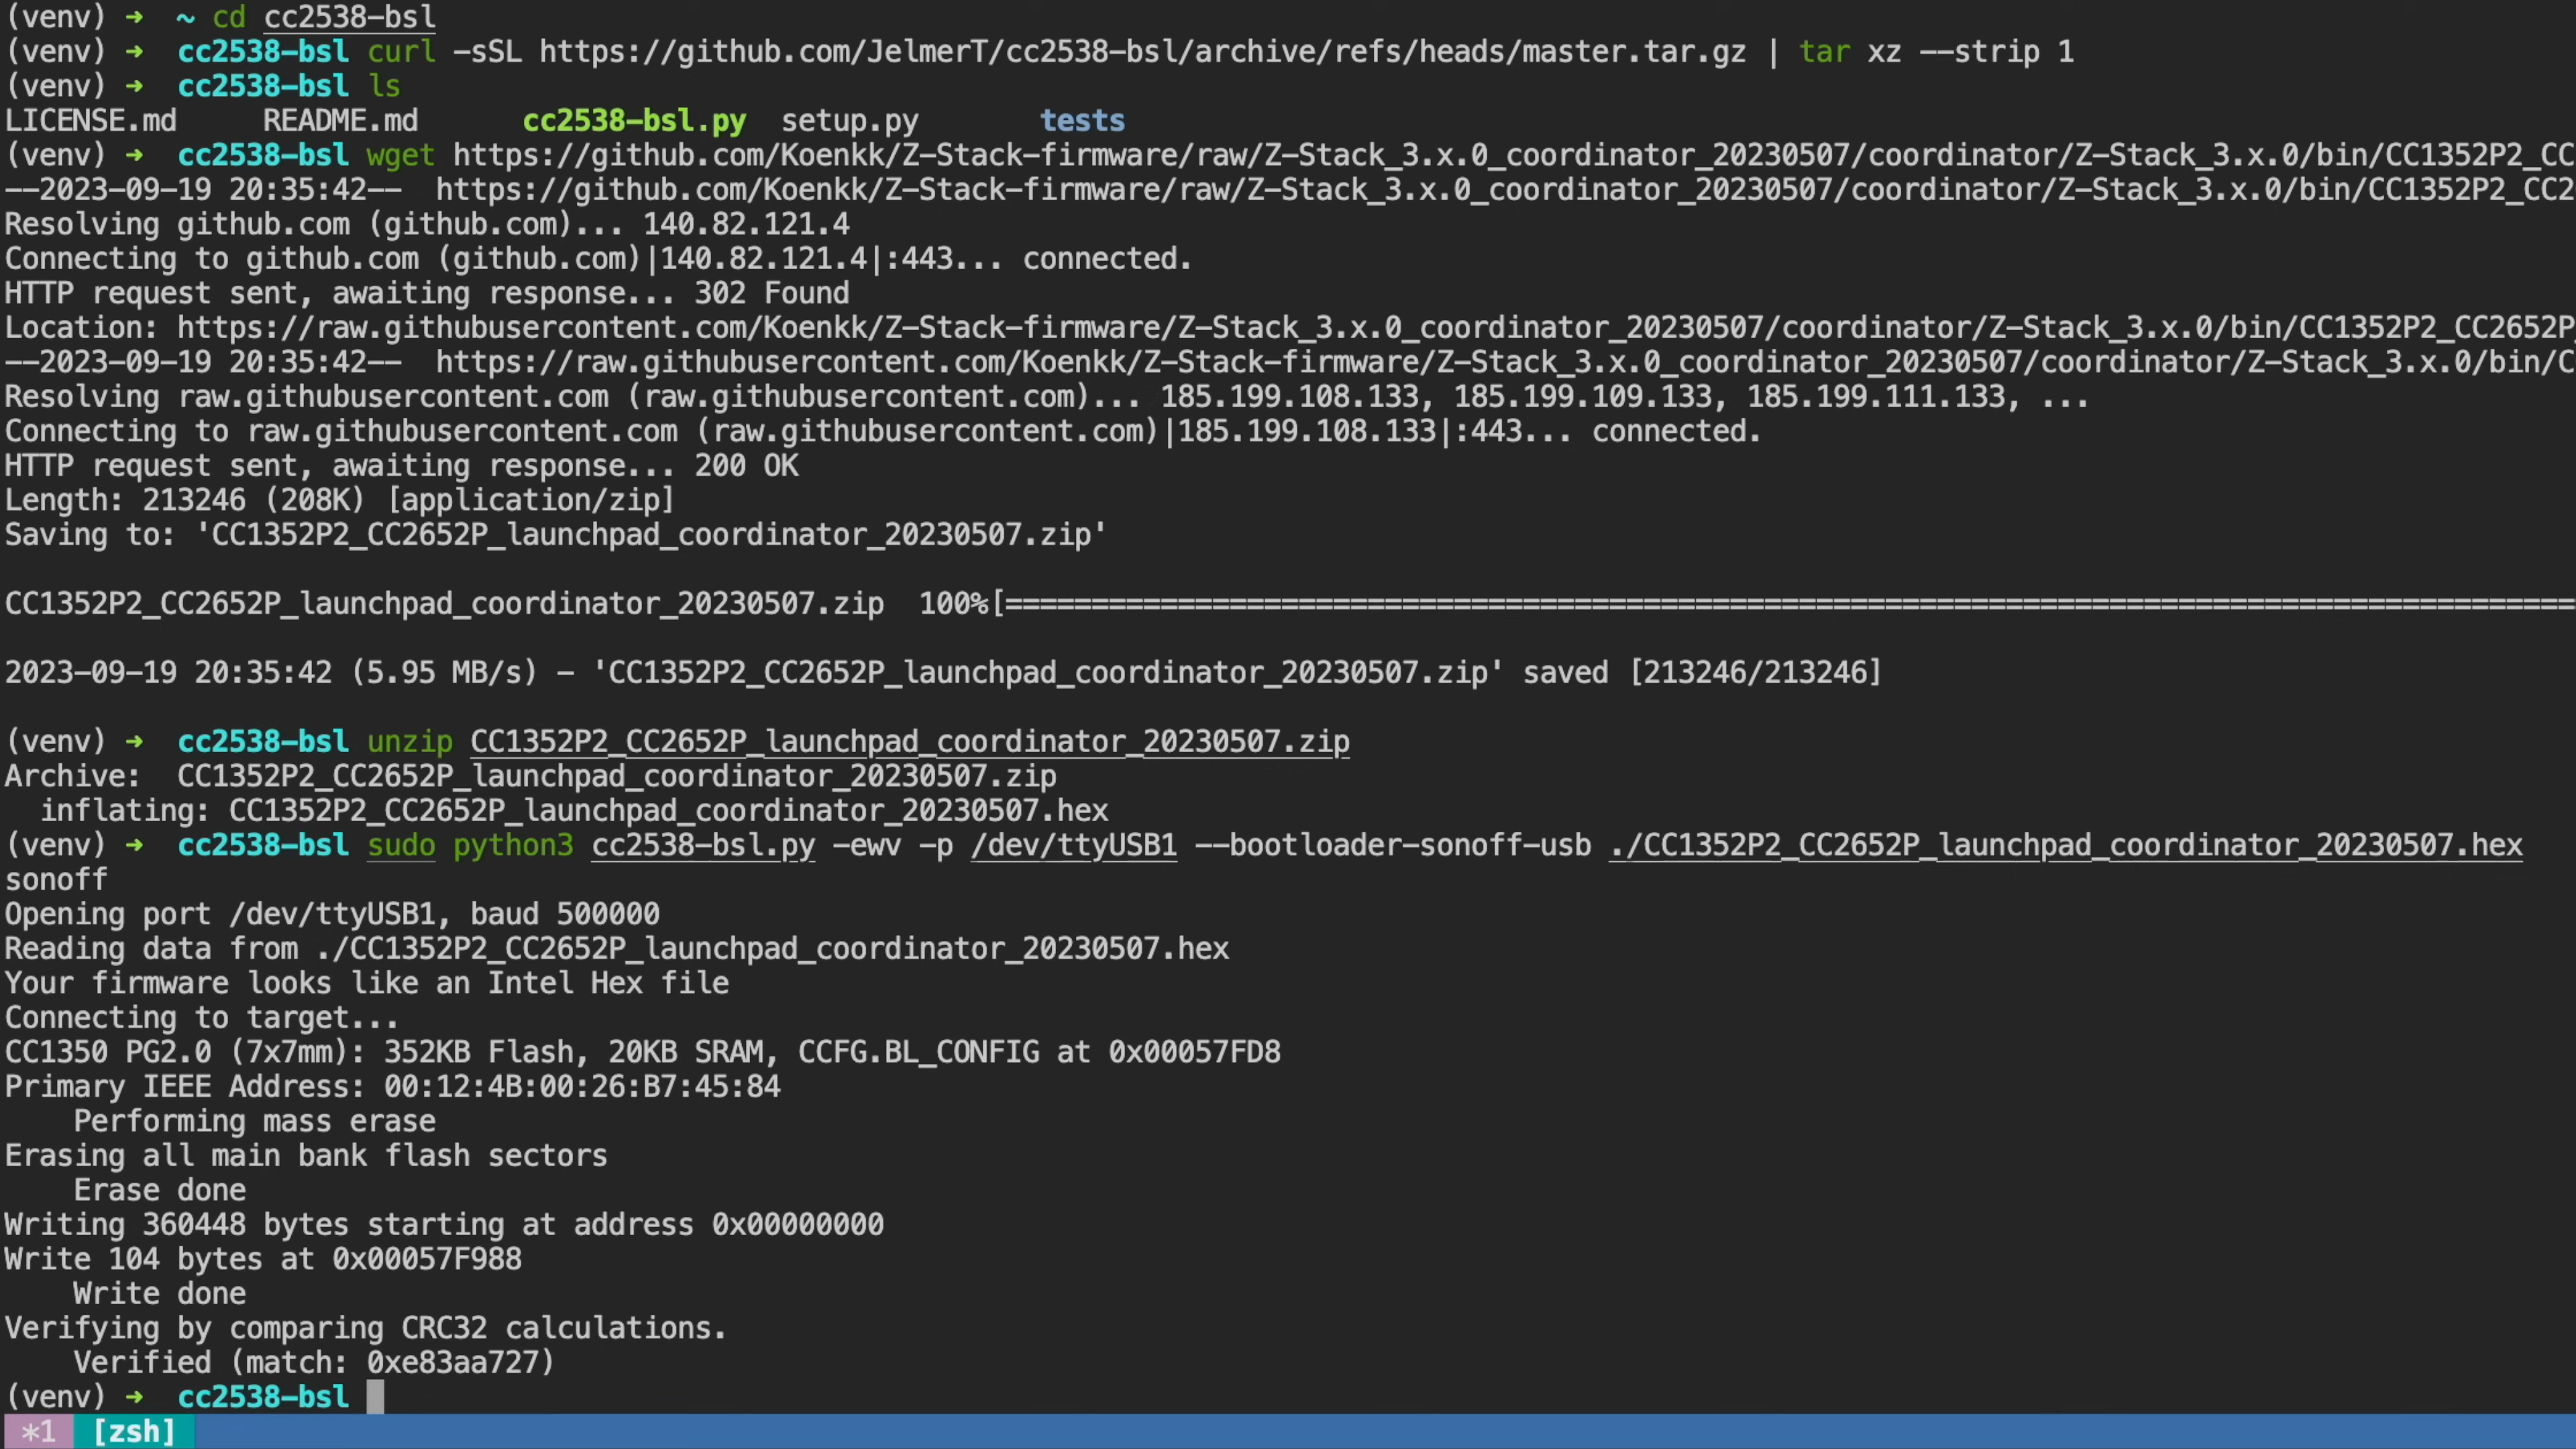 (venv) ➜ ~ cd cc2538-bsl
(venv) ➜ cc2538-bsl curl -sSL https://github.com/JelmerT/cc2538-bsl/archive/refs/heads/master.tar.gz | tar xz --strip 1
(venv) ➜ cc2538-bsl ls
LICENSE.md README.md cc2538-bsl.py setup.py tests
(venv) ➜ cc2538-bsl wget https://github.com/Koenkk/Z-Stack-firmware/raw/Z-Stack_3.x.0_coordinator_20230507/coordinator/Z-Stack_3.x.0/bin/CC1352P2_CC
--2023-09-19 20:35:42-- https://github.com/Koenkk/Z-Stack-firmware/raw/Z-Stack_3.x.0_coordinator_20230507/coordinator/Z-Stack_3.x.0/bin/CC1352P2_CC2
Resolving github.com (github.com)... 140.82.121.4
Connecting to github.com (github.com)|140.82.121.4|:443... connected.
HTTP request sent, awaiting response... 302 Found
Location: https://raw.githubusercontent.com/Koenkk/Z-Stack-firmware/Z-Stack_3.x.0_coordinator_20230507/coordinator/Z-Stack_3.x.0/bin/CC1352P2_CC2652P_
--2023-09-19 20:35:42-- https://raw.githubusercontent.com/Koenkk/Z-Stack-firmware/Z-Stack_3.x.0_coordinator_20230507/coordinator/Z-Stack_3.x.0/bin/C
Resolving raw.githubusercontent.com (raw.githubusercontent.com)... 185.199.108.133, 185.199.109.133, 185.199.111.133, ...
Connecting to raw.githubusercontent.com (raw.githubusercontent.com)|185.199.108.133|:443... connected.
HTTP request sent, awaiting response... 200 OK
Length: 213246 (208K) [application/zip]
Saving to: 'CC1352P2_CC2652P_launchpad_coordinator_20230507.zip'
CC1352P2_CC2652P_launchpad_coordinator_20230507.zip 100%[===========================================================================================
2023-09-19 20:35:42 (5.95 MB/s) - 'CC1352P2_CC2652P_launchpad_coordinator_20230507.zip' saved [213246/213246]
(venv) ➜ cc2538-bsl unzip CC1352P2_CC2652P_launchpad_coordinator_20230507.zip
Archive: CC1352P2_CC2652P_launchpad_coordinator_20230507.zip
inflating: CC1352P2_CC2652P_launchpad_coordinator_20230507.hex
(venv) ➜ cc2538-bsl sudo python3 cc2538-bsl.py -ewv -p /dev/ttyUSB1 --bootloader-sonoff-usb ./CC1352P2_CC2652P_launchpad_coordinator_20230507.hex
sonoff
Opening port /dev/ttyUSB1, baud 500000
Reading data from ./CC1352P2_CC2652P_launchpad_coordinator_20230507.hex
Your firmware looks like an Intel Hex file
Connecting to target...
CC1350 PG2.0 (7x7mm): 352KB Flash, 20KB SRAM, CCFG.BL_CONFIG at 0x00057FD8
Primary IEEE Address: 00:12:4B:00:26:B7:45:84
Performing mass erase
Erasing all main bank flash sectors
Erase done
Writing 360448 bytes starting at address 0x00000000
Write 104 bytes at 0x00057F988
Write done
Verifying by comparing CRC32 calculations.
Verified (match: 0xe83aa727)
(venv) ➜ cc2538-bsl
*1 [zsh]